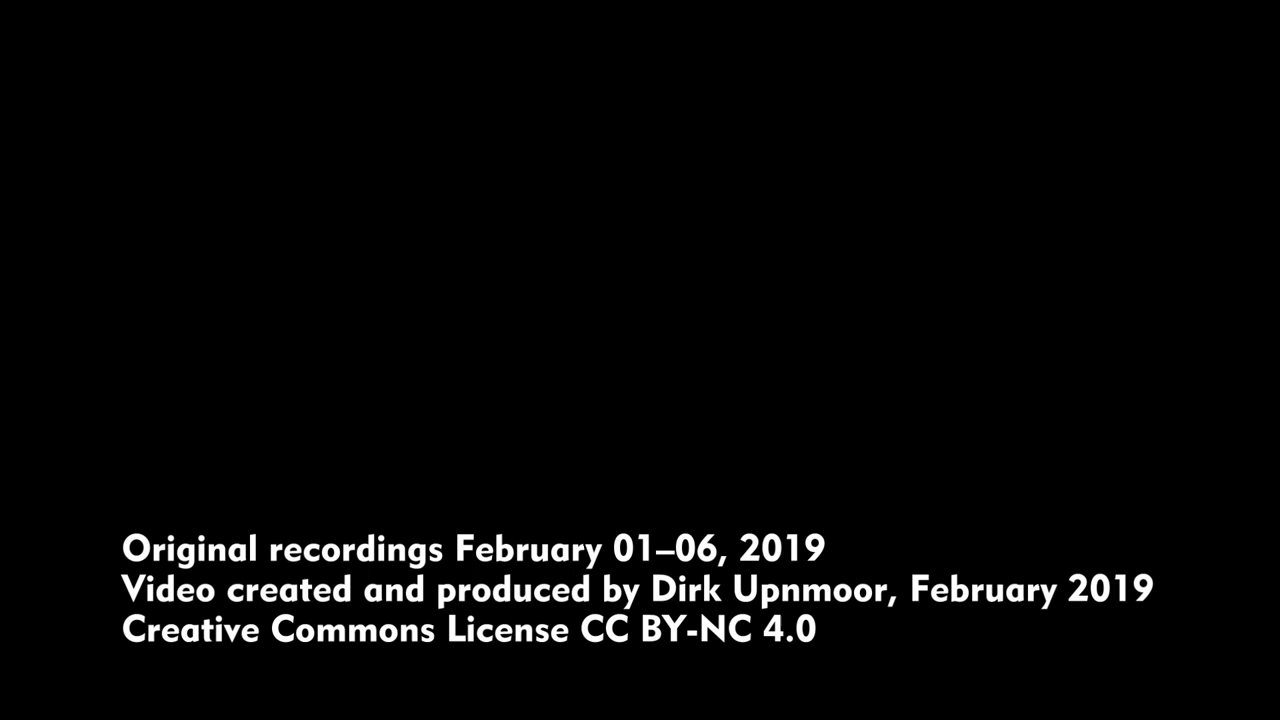 Original recordings February 01–06, 2019
Video created and produced by Dirk Upnmoor, February 2019
Creative Commons License CC BY-NC 4.0